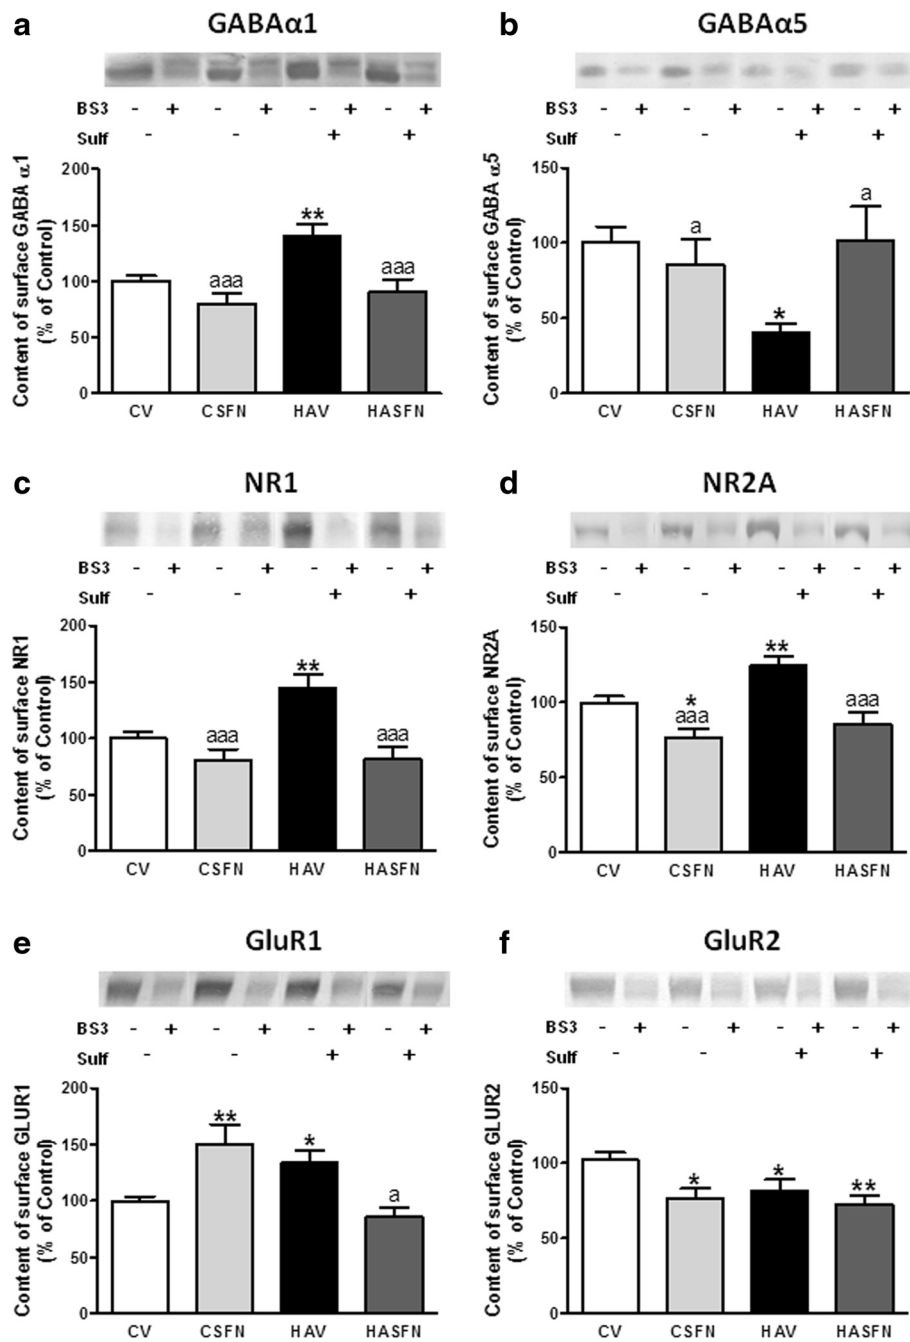 a GABAα1
BS3 - + - + - + - +
Sulf - - + +
Content of surface GABA α1
(% of Control)
200
150
100
50
0
aaa
**
aaa
CV CSFN HAV HASFN
b GABAα5
BS3 - + - + - + - +
Sulf - - + +
Content of surface GABA α5
(% of Control)
150
100
50
0
a
*
a
CV CSFN HAV HASFN
c NR1
BS3 - + - + - + - +
Sulf - - + +
Content of surface NR1
(% of Control)
200
150
100
50
0
aaa
**
aaa
CV CSFN HAV HASFN
d NR2A
BS3 - + - + - + - +
Sulf - - + +
Content of surface NR2A
(% of Control)
150
100
50
0
*
aaa
**
aaa
CV CSFN HAV HASFN
e GluR1
BS3 - + - + - + - +
Sulf - - + +
Content of surface GLUR1
(% of Control)
200
150
100
50
0
**
*
a
CV CSFN HAV HASFN
f GluR2
BS3 - + - + - + - +
Sulf - - + +
Content of surface GLUR2
(% of Control)
150
100
50
0
*
*
**
CV CSFN HAV HASFN